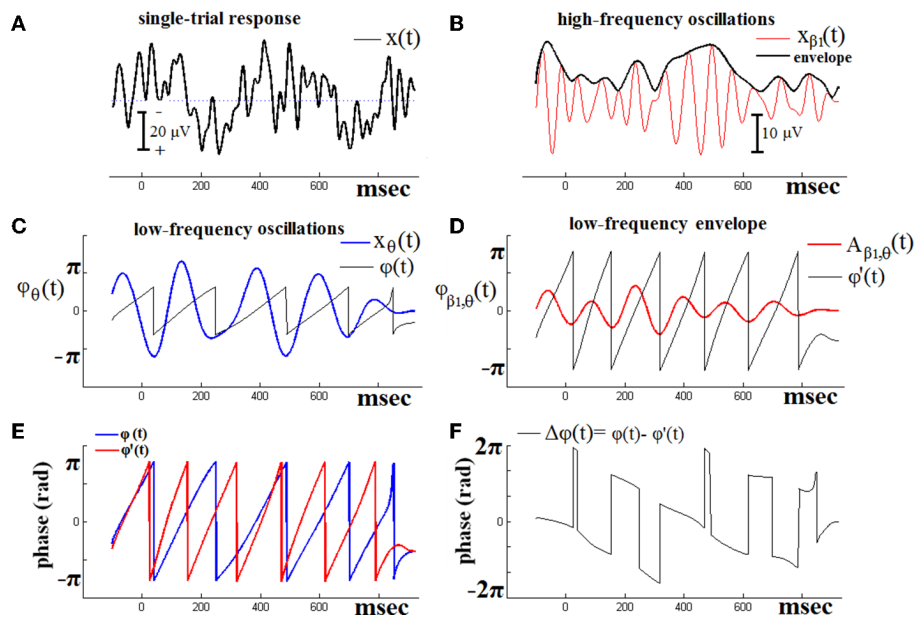 A
single-trial response
x(t)
-
20 μV
+
0 200 400 600
msec
B
high-frequency oscillations
xβ1(t)
envelope
10 μV
0 200 400 600
msec
C
low-frequency oscillations
xθ(t)
φ(t)
φθ(t)
π
0
-π
0 200 400 600
msec
D
low-frequency envelope
Aβ1,θ(t)
φ'(t)
φβ1,θ(t)
π
0
-π
0 200 400 600
msec
E
φ (t)
φ'(t)
phase (rad)
π
0
-π
0 200 400 600
msec
F
Δφ(t)= φ(t)- φ'(t)
phase (rad)
2π
0
-2π
0 200 400 600
msec